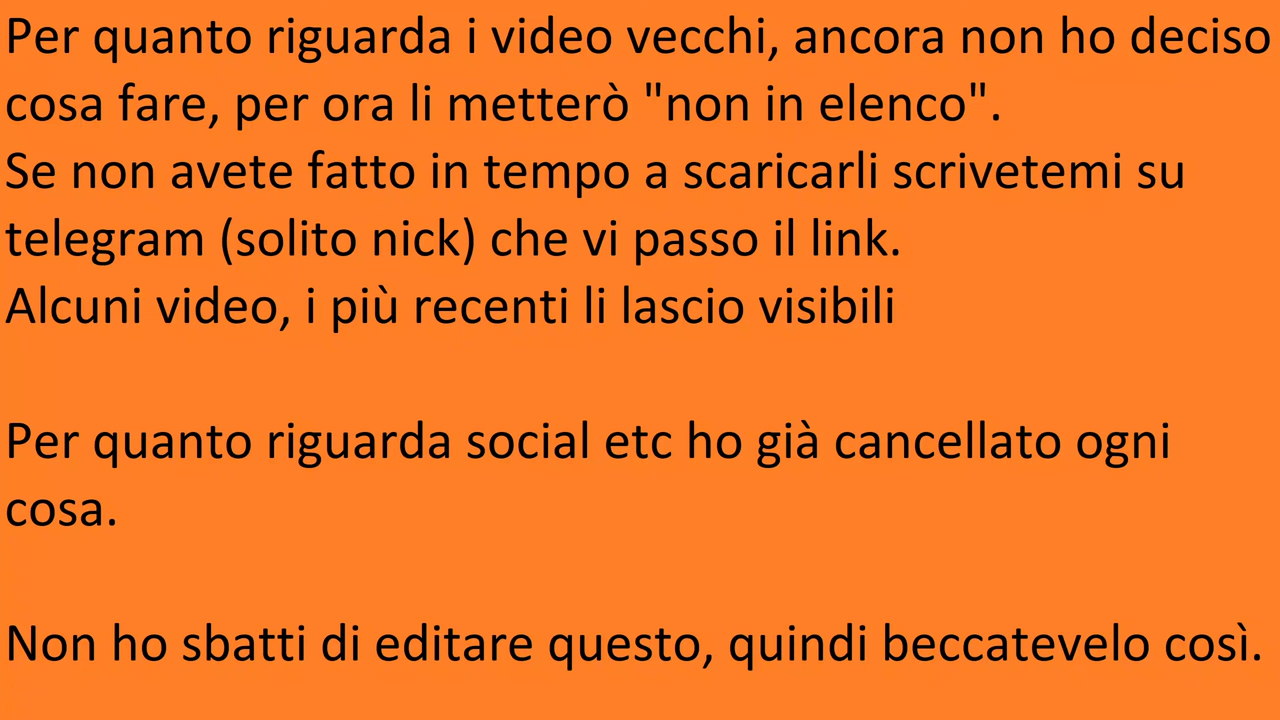 Per quanto riguarda i video vecchi, ancora non ho deciso
cosa fare, per ora li metterò "non in elenco".
Se non avete fatto in tempo a scaricarli scrivetemi su
telegram (solito nick) che vi passo il link.
Alcuni video, i più recenti li lascio visibili
Per quanto riguarda social etc ho già cancellato ogni
cosa.
Non ho sbatti di editare questo, quindi beccatevelo così.